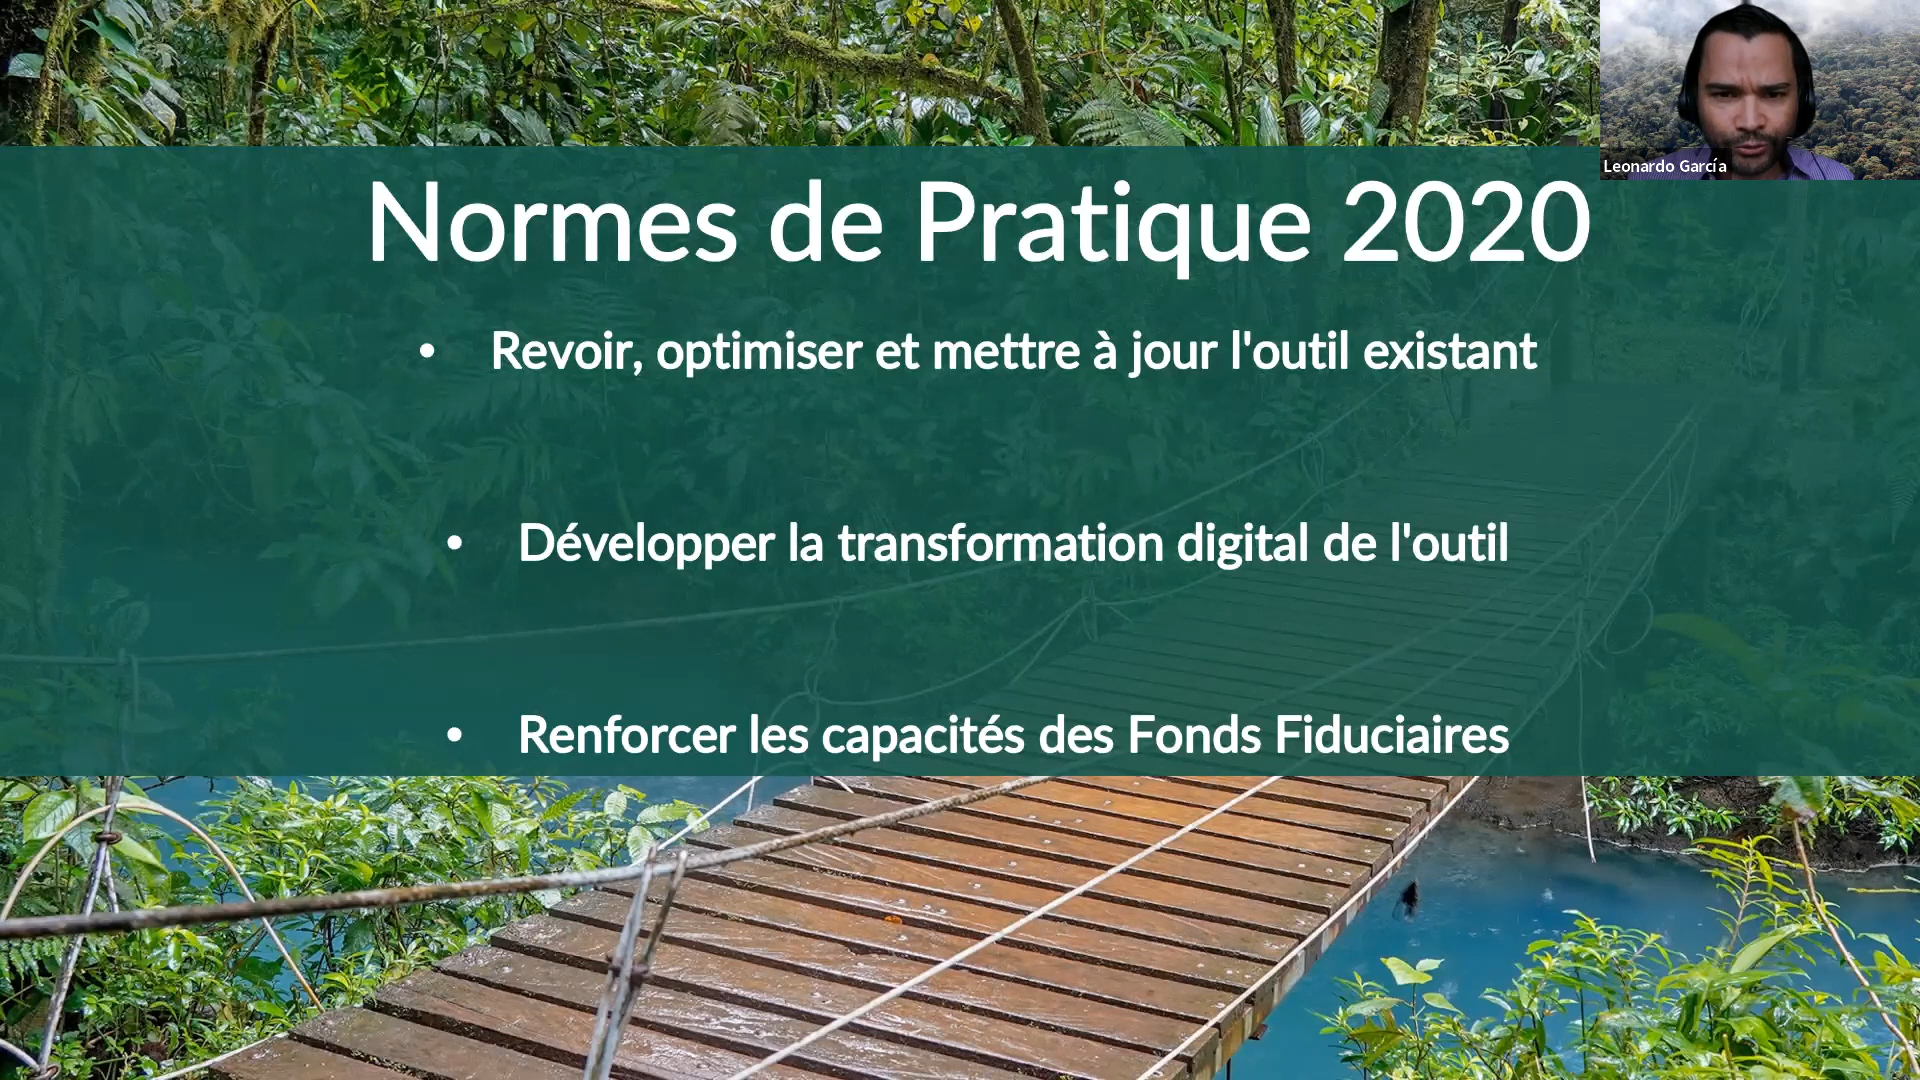 Leonardo García
Normes de Pratique 2020
• Revoir, optimiser et mettre à jour l'outil existant
• Développer la transformation digital de l'outil
• Renforcer les capacités des Fonds Fiduciaires